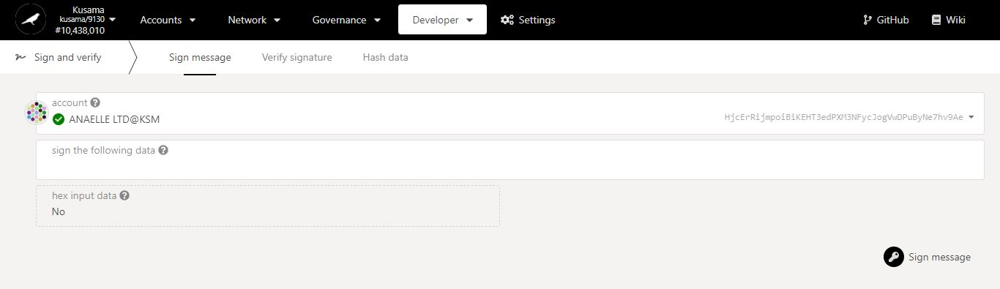 Kusama
kusama/9130
#10,438,010
Accounts
Network
Governance
Developer
Settings
GitHub
Wiki
Sign and verify
Sign message
Verify signature
Hash data
account
ANAELLE LTD@KSM
HjcErRijmpoiBiKEHT3edPXM3NFycJogVwDPuByNe7hv9Ae
sign the following data
hex input data
No
Sign message